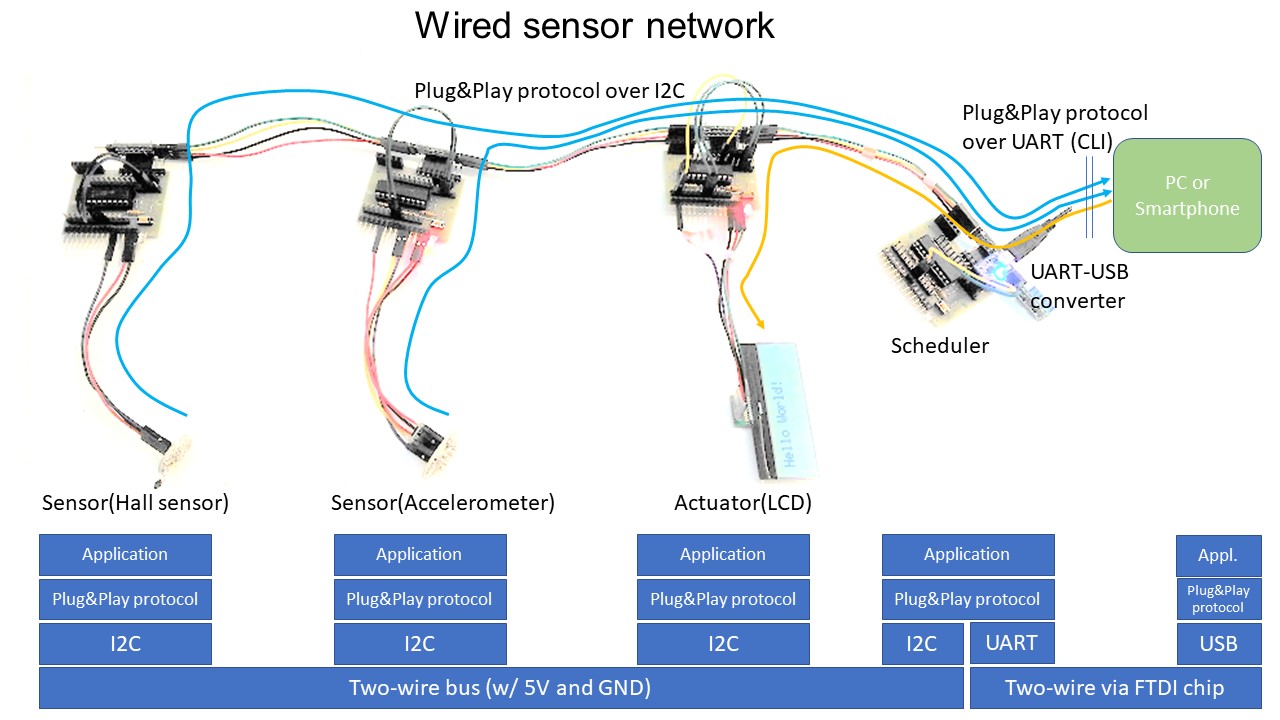 Wired sensor network
Plug&Play protocol over I2C
Plug&Play protocol
over UART (CLI)
PC or
Smartphone
UART-USB
converter
Scheduler
Hello World!
Sensor(Hall sensor)
Sensor(Accelerometer)
Actuator(LCD)
Application
Application
Application
Application
Appl.
Plug&Play protocol
Plug&Play protocol
Plug&Play protocol
Plug&Play protocol
Plug&Play
protocol
I2C
I2C
I2C
I2C
UART
USB
Two-wire bus (w/ 5V and GND)
Two-wire via FTDI chip